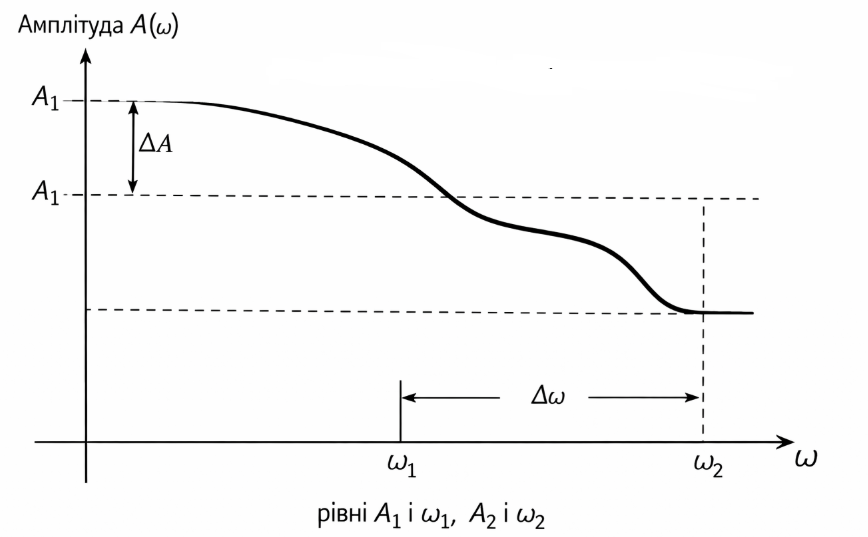 Амплітуда A(ω)
A₁
ΔA
A₁
Δω
ω₁
ω₂
ω
рівні A₁ і ω₁, A₂ і ω₂